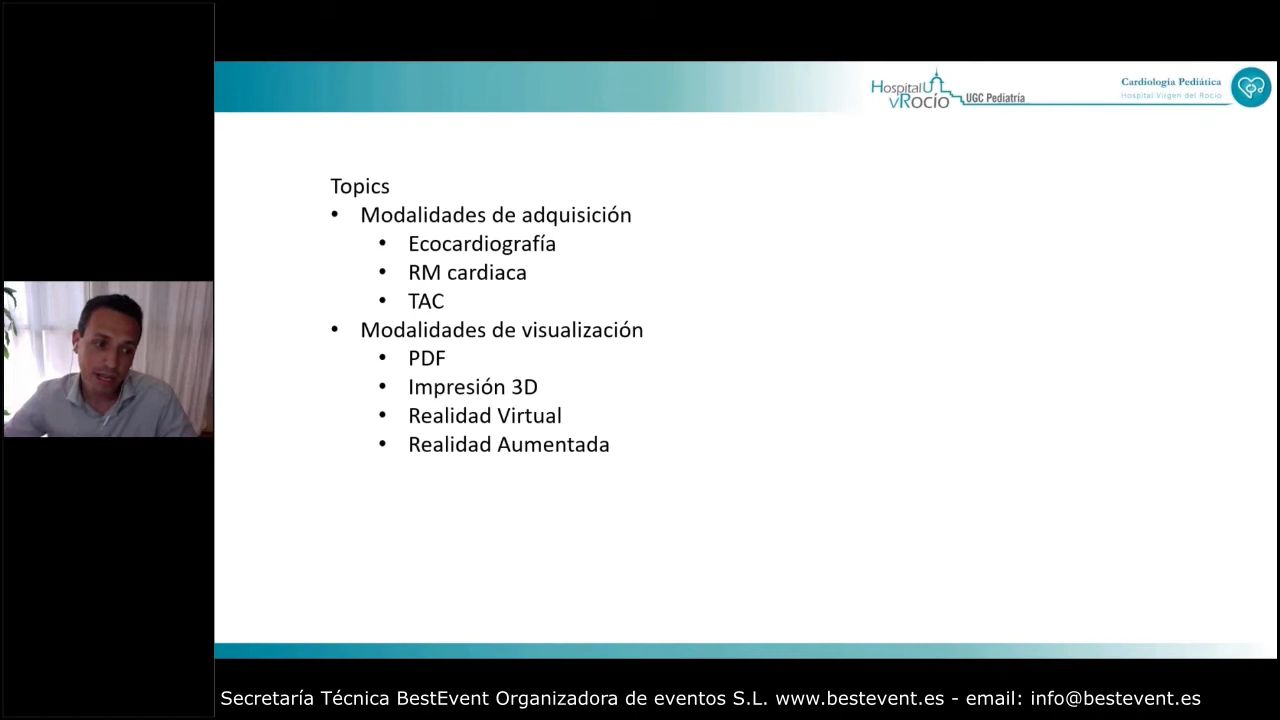 Hospital U
vRocío UGC Pediatría
Cardiología Pediática
Hospital Virgen del Rocío
Topics
• Modalidades de adquisición
• Ecocardiografía
• RM cardiaca
• TAC
• Modalidades de visualización
• PDF
• Impresión 3D
• Realidad Virtual
• Realidad Aumentada
Secretaría Técnica BestEvent Organizadora de eventos S.L. www.bestevent.es - email: info@bestevent.es